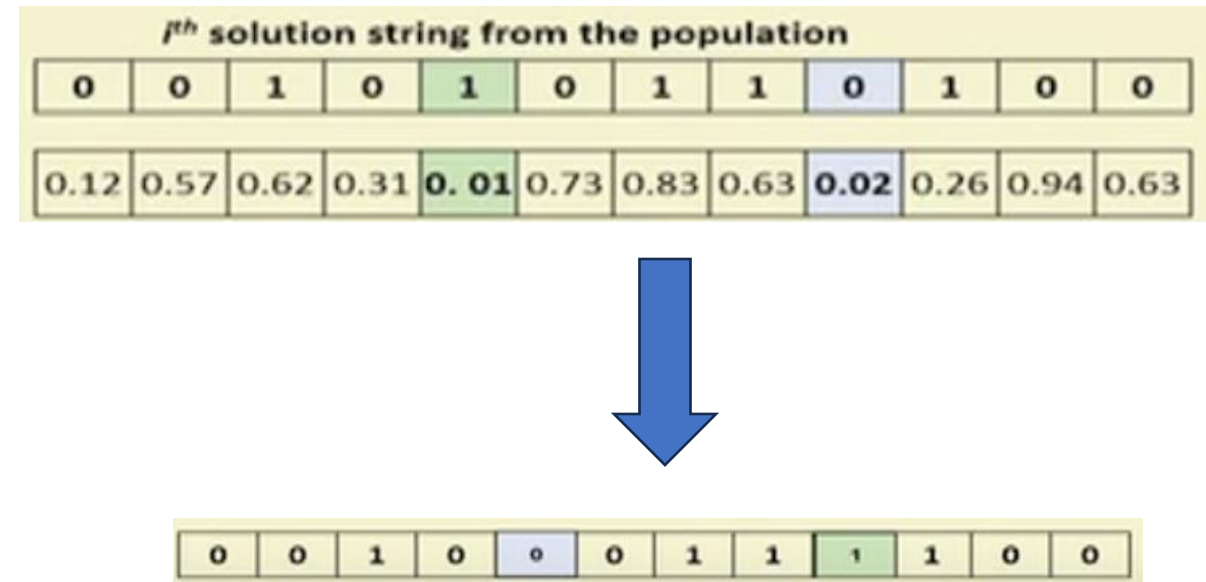 iᵗʰ solution string from the population
0 0 1 0 1 0 1 1 0 1 0 0
0.12 0.57 0.62 0.31 0. 01 0.73 0.83 0.63 0.02 0.26 0.94 0.63
0 0 1 0 0 0 1 1 1 1 0 0